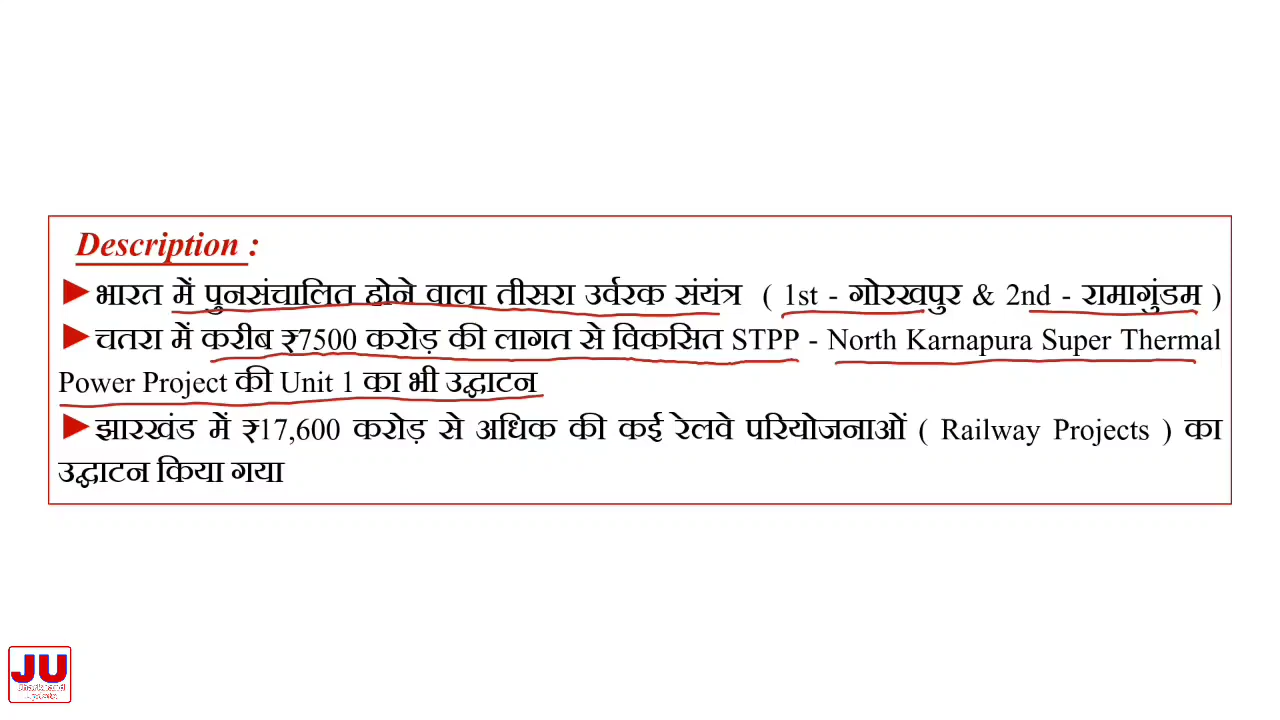 Description :
►भारत में पुनसंचालित होने वाला तीसरा उर्वरक संयंत्र ( 1st - गोरखपुर & 2nd - रामागुंडम )
►चतरा में करीब ₹7500 करोड़ की लागत से विकसित STPP - North Karnapura Super Thermal
Power Project की Unit 1 का भी उद्घाटन
►झारखंड में ₹17,600 करोड़ से अधिक की कई रेलवे परियोजनाओं ( Railway Projects ) का
उद्घाटन किया गया
JU
Jharkhand
Update